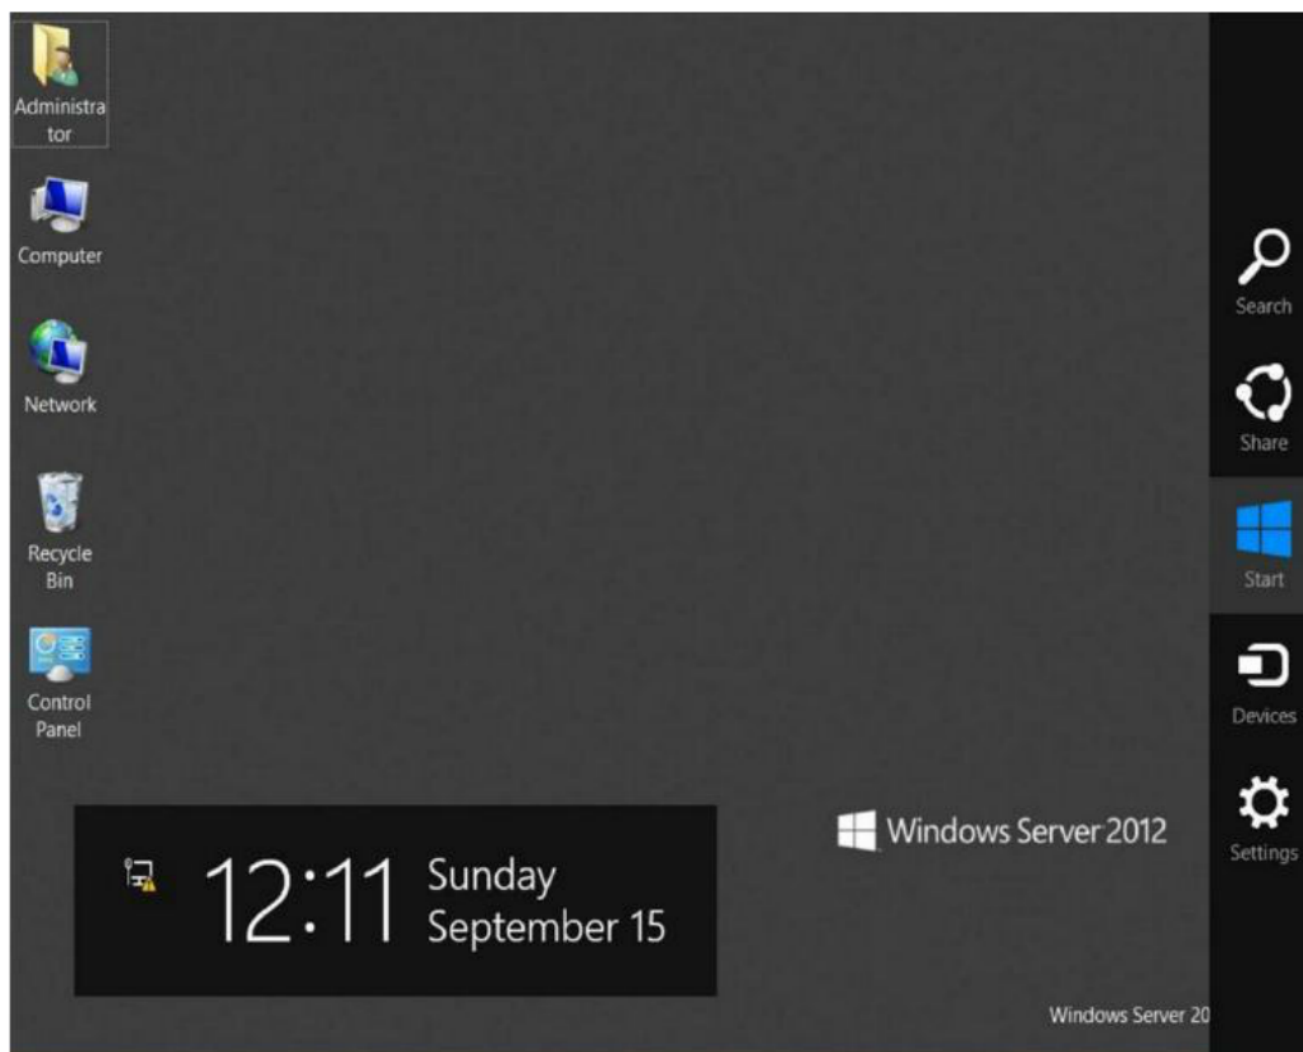 Administra
tor
Computer
Network
Recycle
Bin
Control
Panel
Search
Share
Start
Devices
Settings
12:11
Sunday
September 15
Windows Server 2012
Windows Server 20